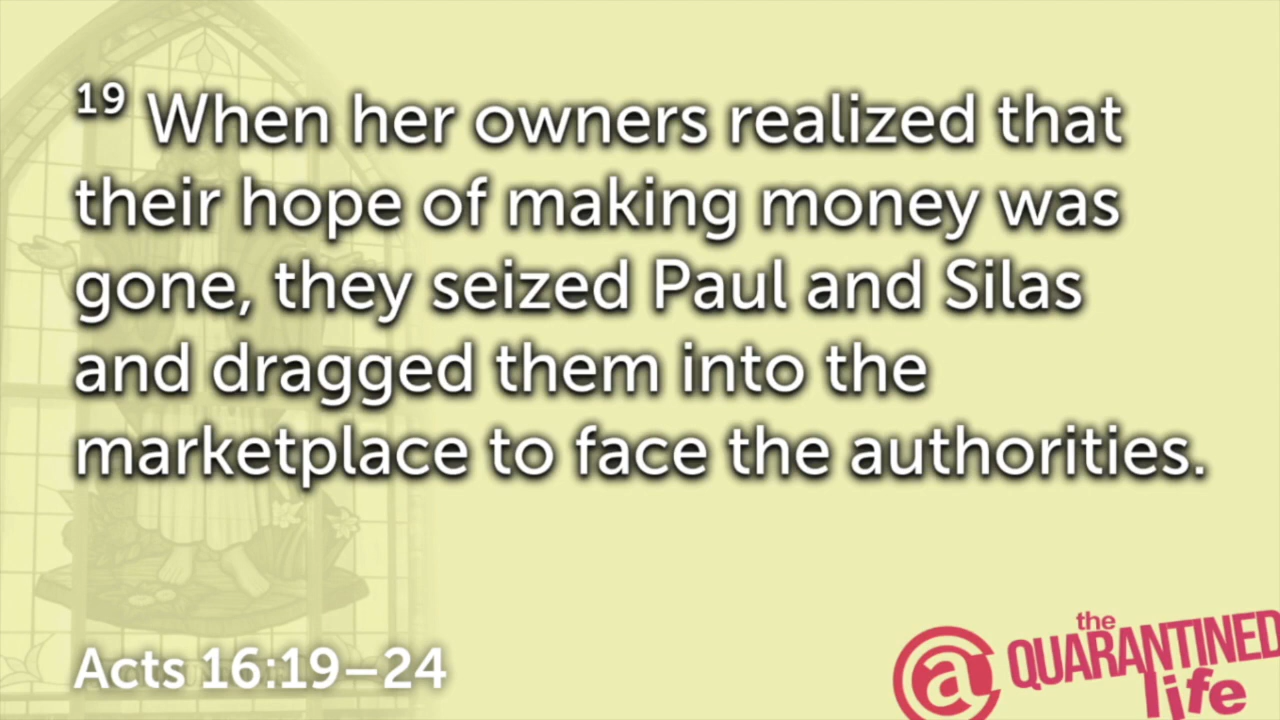 19 When her owners realized that
their hope of making money was
gone, they seized Paul and Silas
and dragged them into the
marketplace to face the authorities.
Acts 16:19–24
@ the
QUARANTINED
life